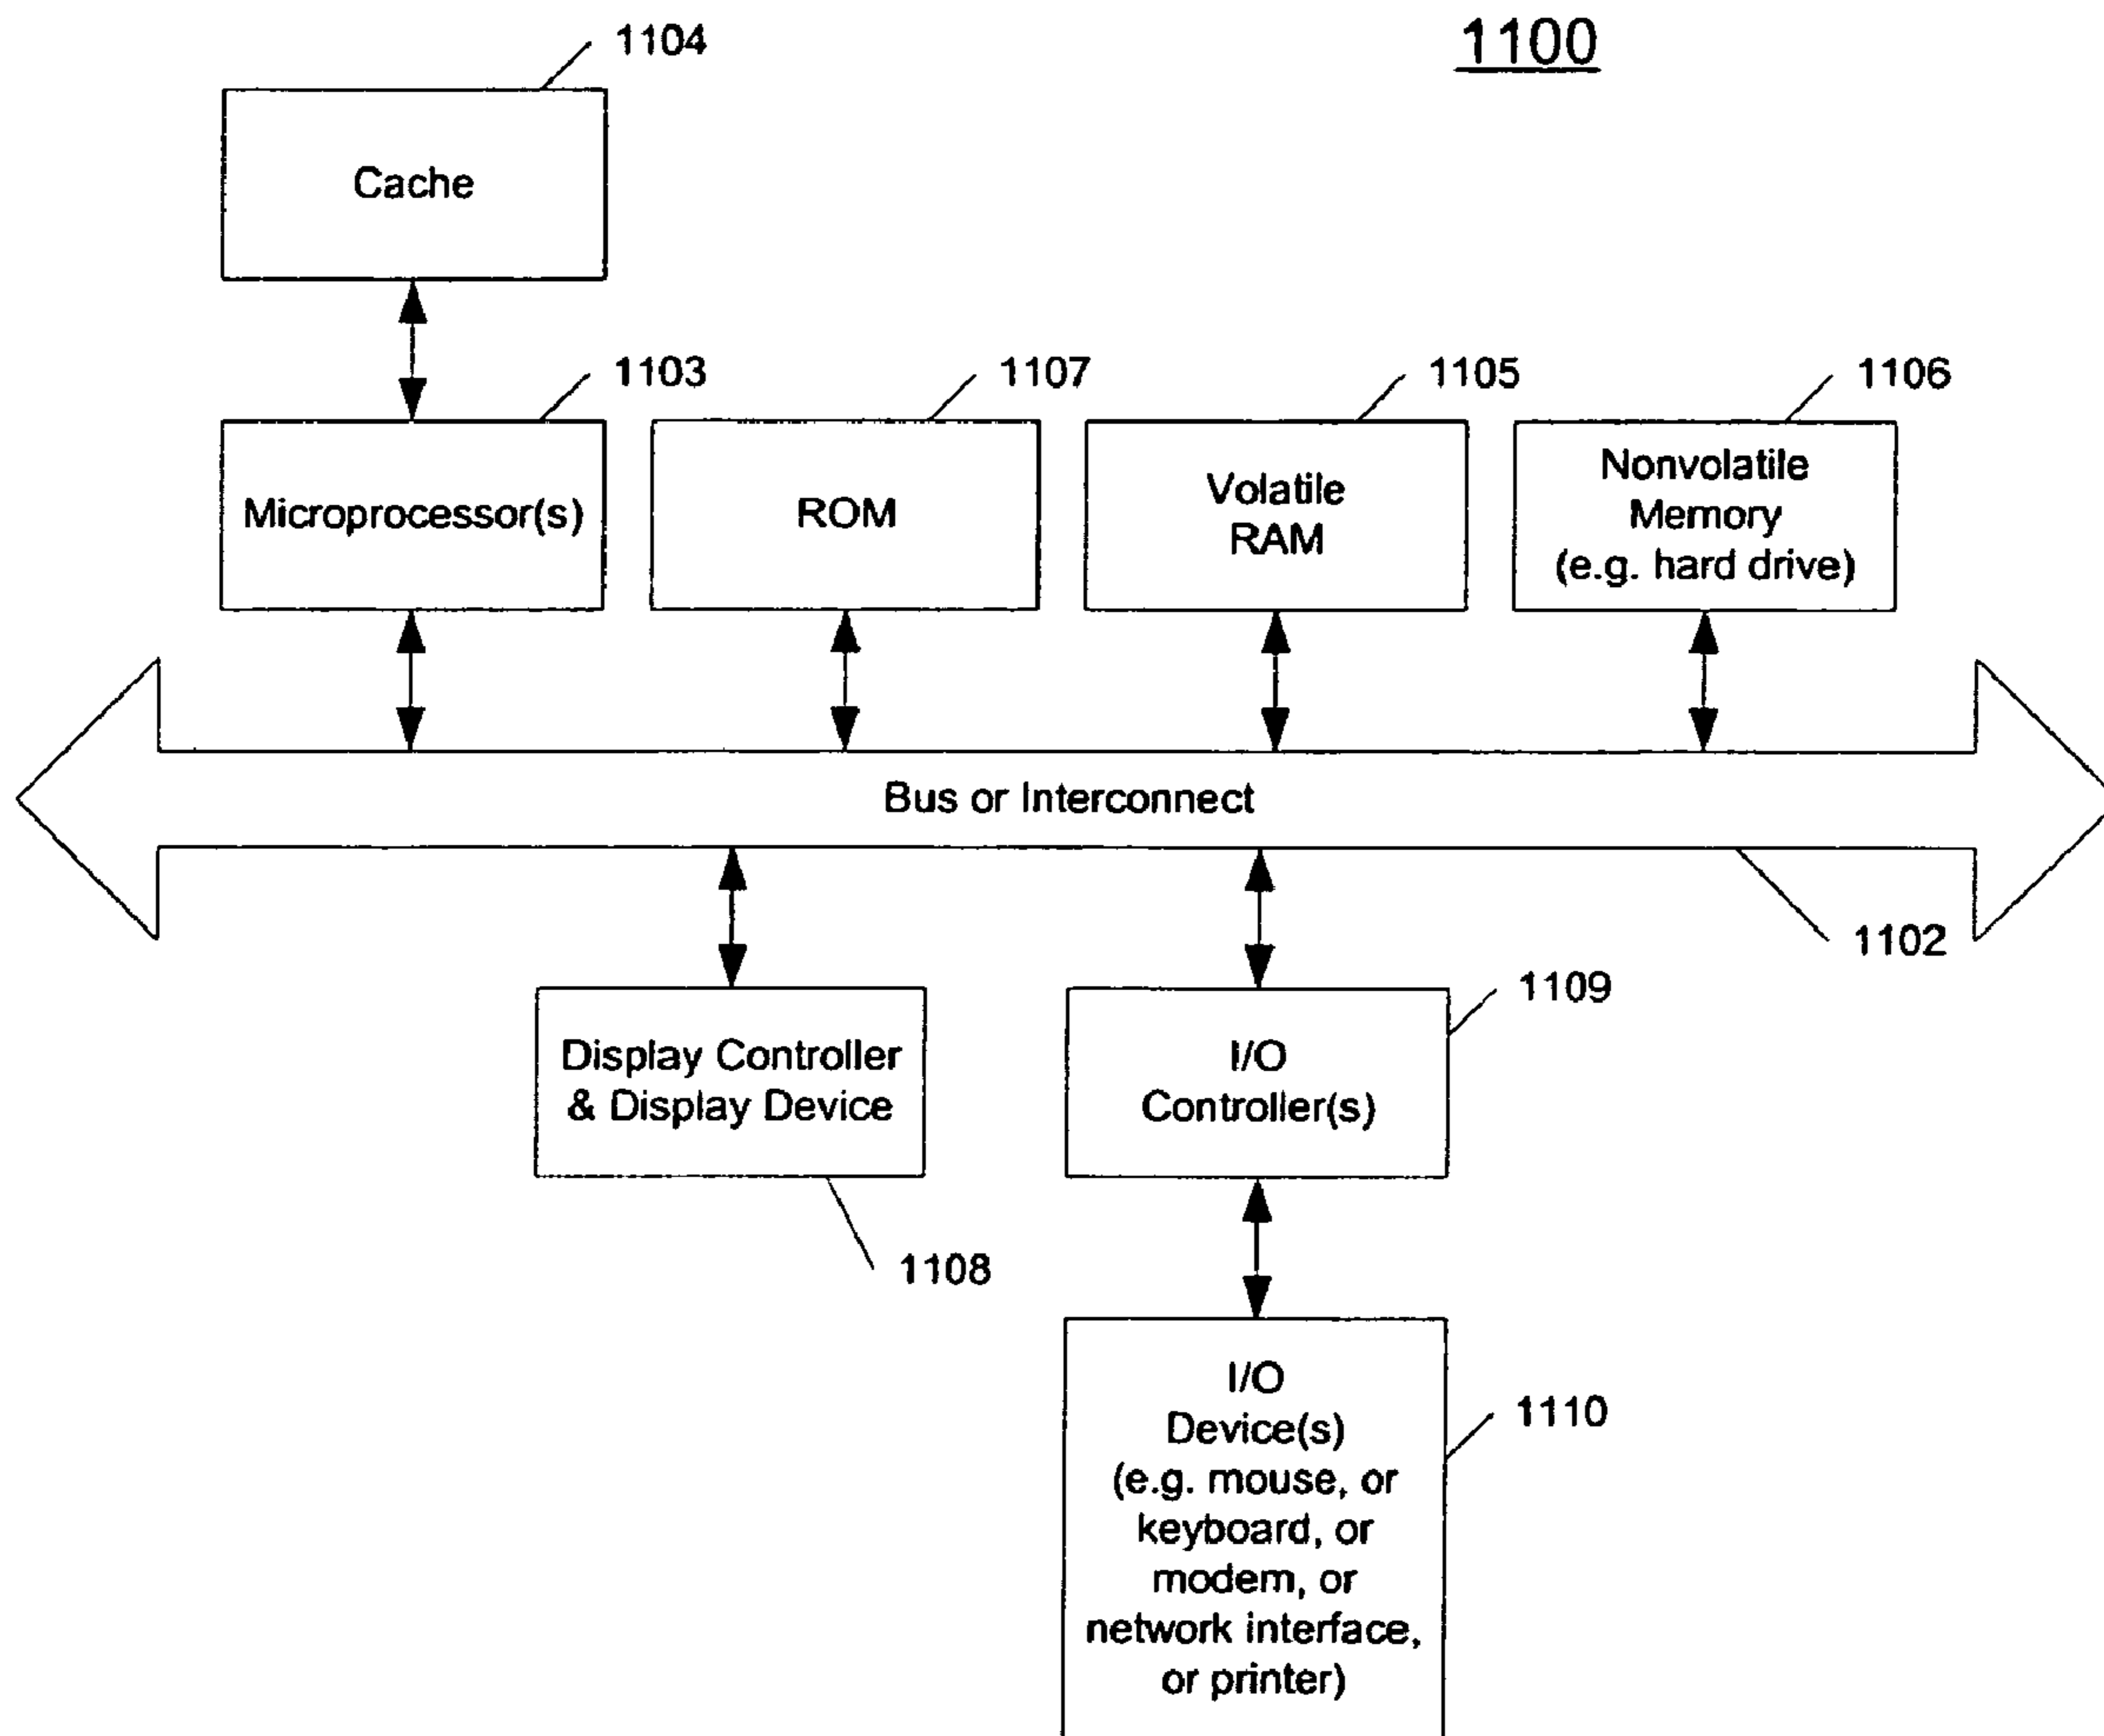 1100
1104
Cache
1103
1107
1105
1106
Microprocessor(s)
ROM
Volatile
RAM
Nonvolatile
Memory
(e.g. hard drive)
Bus or Interconnect
1102
1109
Display Controller
& Display Device
I/O
Controller(s)
1108
1110
I/O
Device(s)
(e.g. mouse, or
keyboard, or
modem, or
network interface,
or printer)